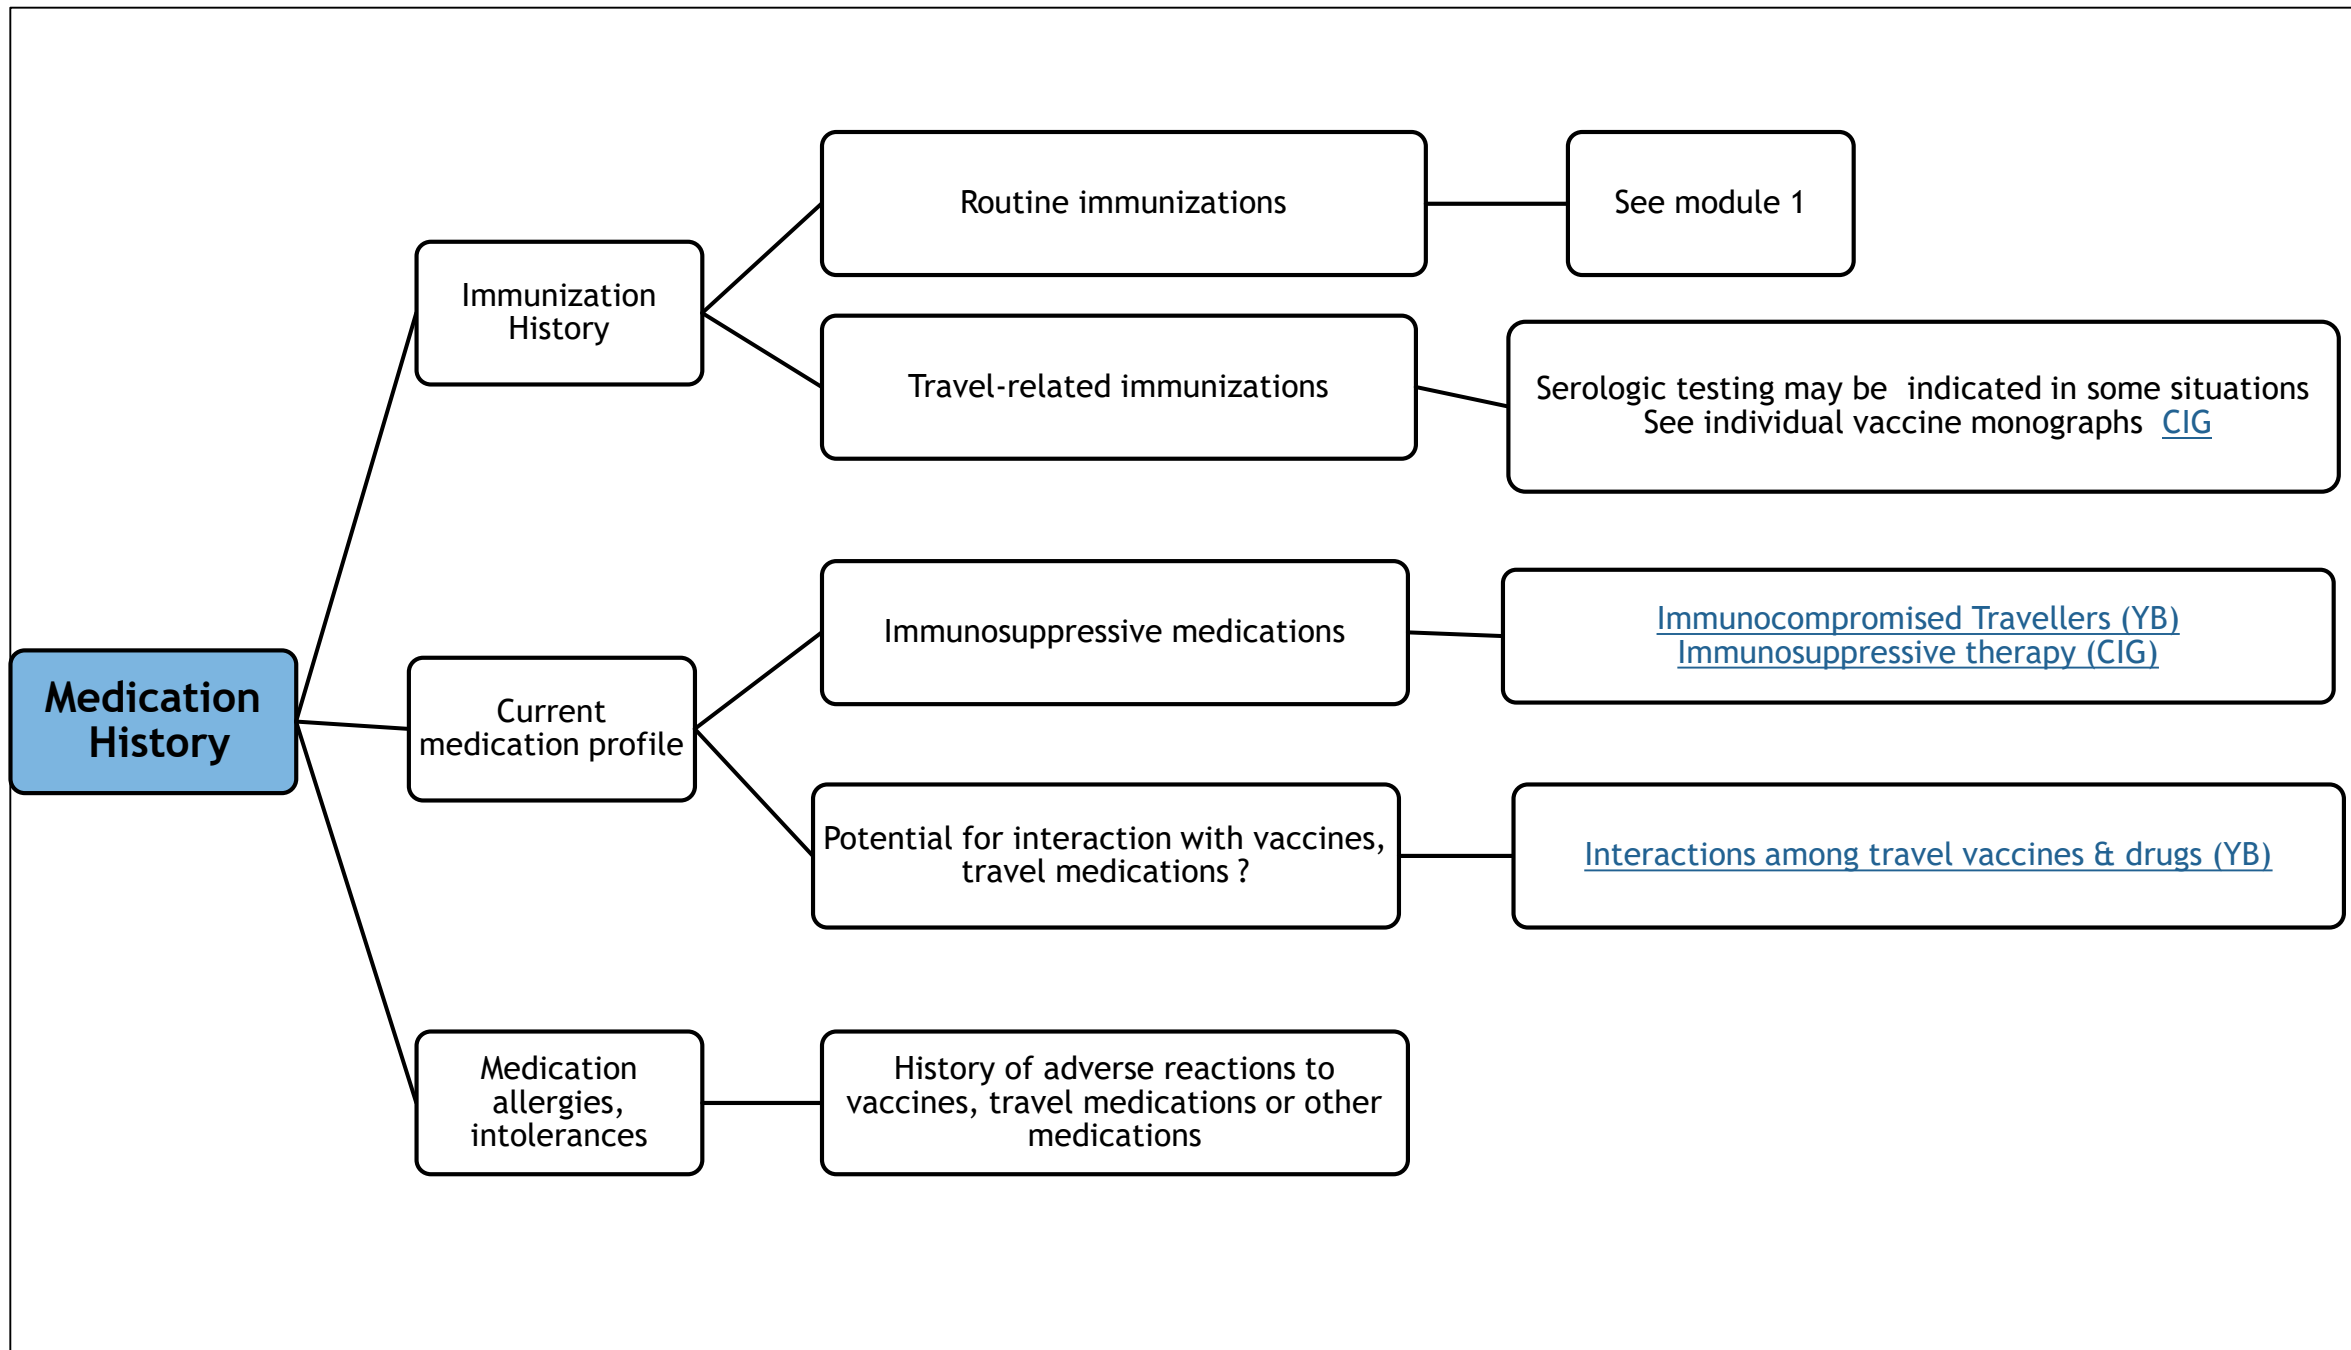 Medication
History
Immunization
History
Routine immunizations
See module 1
Travel-related immunizations
Serologic testing may be  indicated in some situations
See individual vaccine monographs  CIG
Current
medication profile
Immunosuppressive medications
Immunocompromised Travellers (YB)
Immunosuppressive therapy (CIG)
Potential for interaction with vaccines,
travel medications ?
Interactions among travel vaccines & drugs (YB)
Medication
allergies,
intolerances
History of adverse reactions to
vaccines, travel medications or other
medications